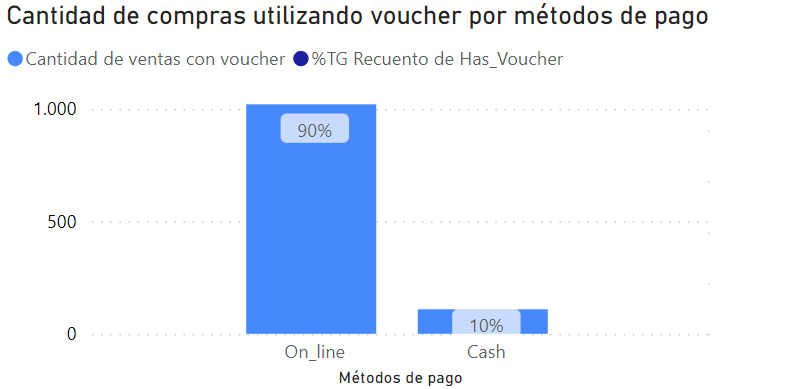 Cantidad de compras utilizando voucher por métodos de pago
Cantidad de ventas con voucher %TG Recuento de Has_Voucher
1.000
90%
500
10%
0
On_line Cash
Métodos de pago